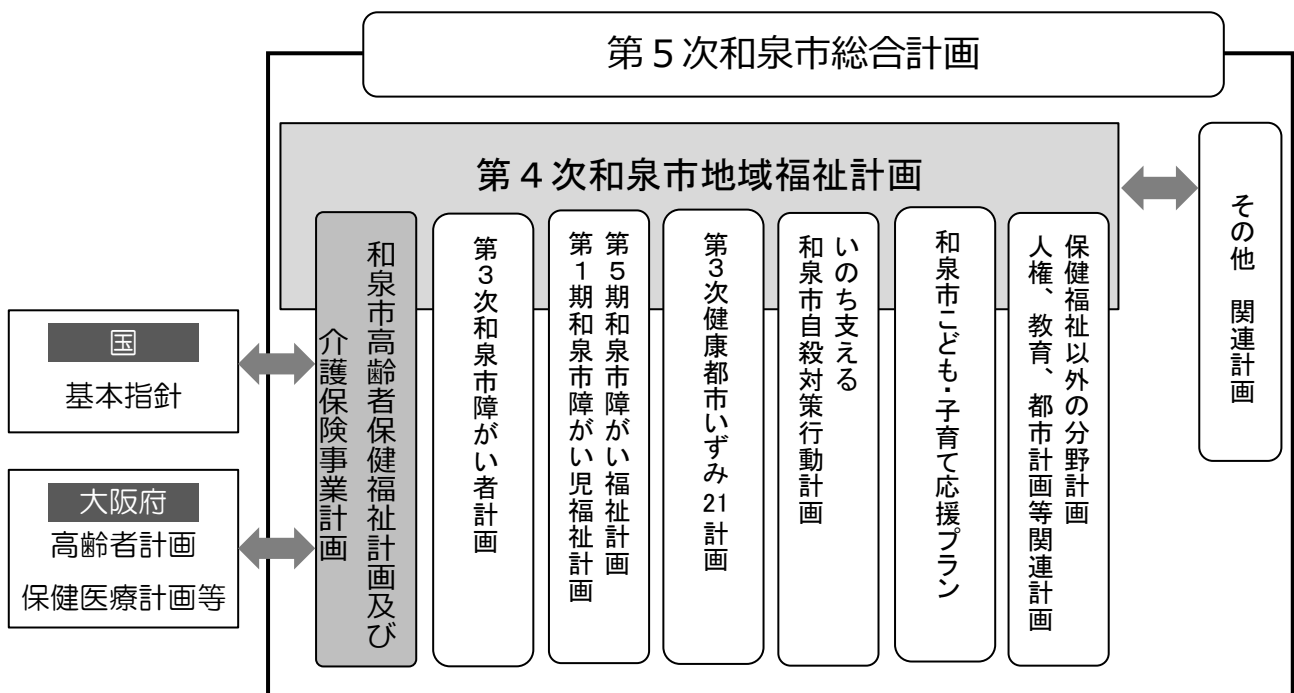 第5次和泉市総合計画
第4次和泉市地域福祉計画
国
基本指針
大阪府
高齢者計画
保健医療計画等
和泉市高齢者保健福祉計画及び
介護保険事業計画
第3次和泉市障がい者計画
第5期和泉市障がい福祉計画
第1期和泉市障がい児福祉計画
第3次健康都市いずみ21計画
いのち支える
和泉市自殺対策行動計画
和泉市こども・子育て応援プラン
保健福祉以外の分野計画
人権、教育、都市計画等関連計画
その他 関連計画